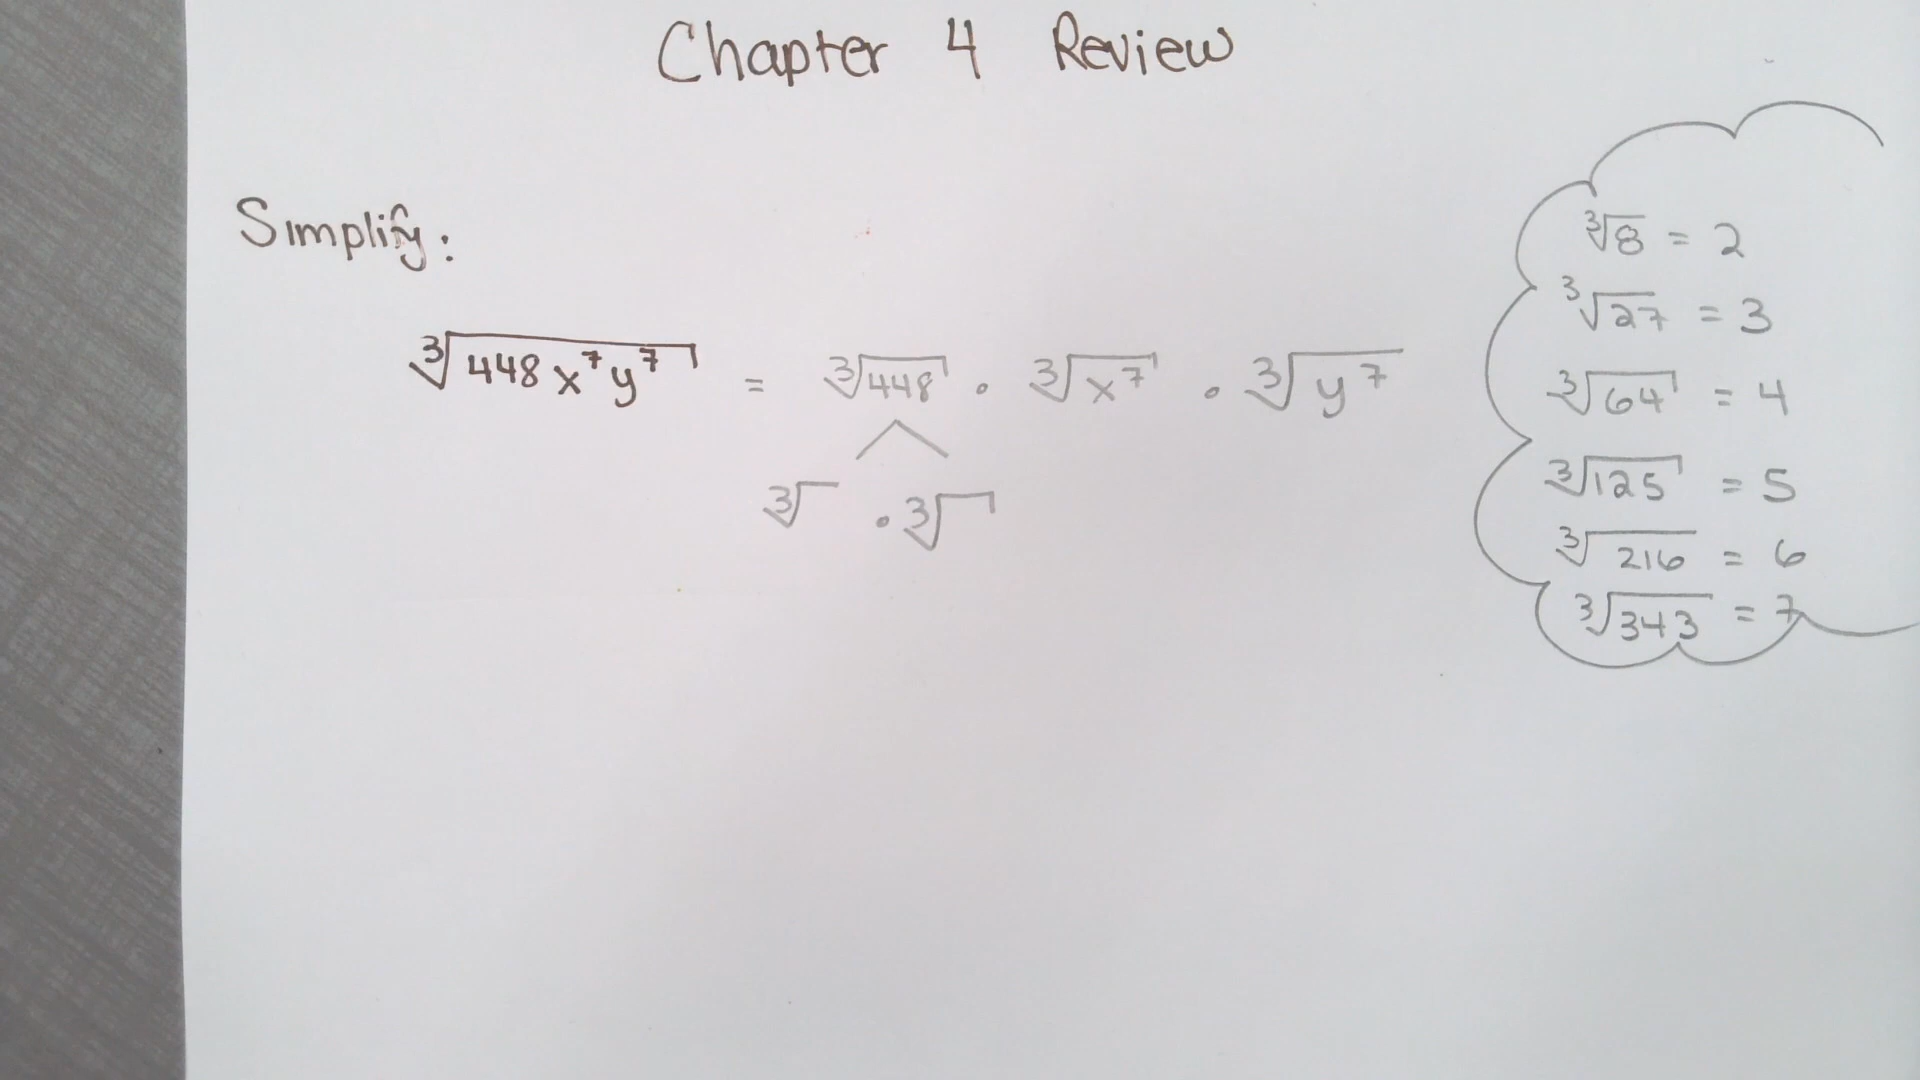 Chapter 4 Review
Simplify:
∛448x⁷y⁷ = ∛448 · ∛x⁷ · ∛y⁷
∛ · ∛
∛8 = 2
∛27 = 3
∛64 = 4
∛125 = 5
∛216 = 6
∛343 = 7